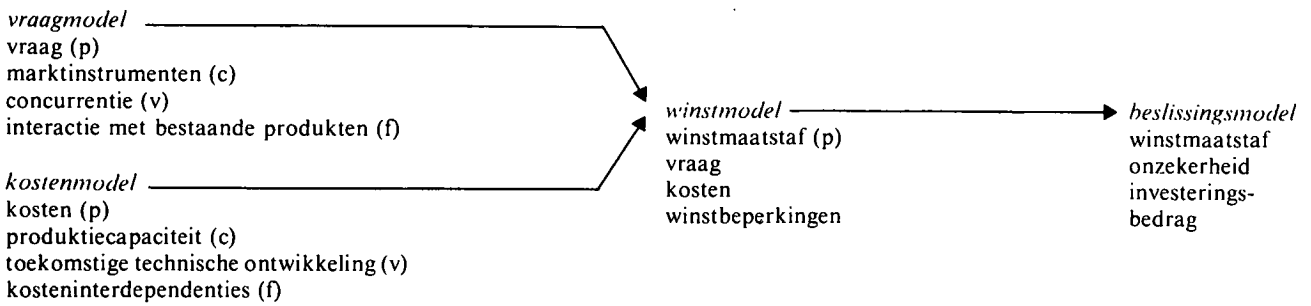 vraagmodel
vraag (p)
marktinstrumenten (c)
concurrentie (v)
interactie met bestaande produkten (f)
kostenmodel
kosten (p)
produktiecapaciteit (c)
toekomstige technische ontwikkeling (v)
kosteninterdependenties (f)
winstmodel
winstmaatstaf (p)
vraag
kosten
winstbeperkingen
beslissingsmodel
winstmaatstaf
onzekerheid
investerings-
bedrag